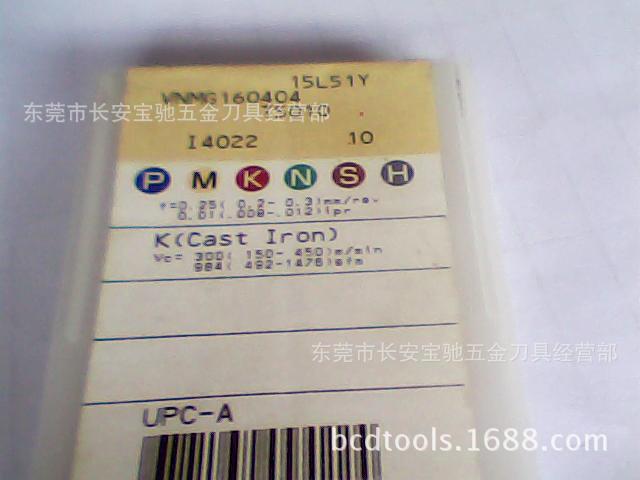 15L51Y
VNMG160404
东莞市长安宝驰五金刀具经营部
I4022 10
P M K N S H
f=0.25( 0.2- 0.3)mm/rev
0.01(.008-.012)ipr
K(Cast Iron)
Vc= 300( 150- 450)m/min
984( 492-1476)sfm
东莞市长安宝驰五金刀具经营部
UPC-A
bcdtools.1688.com